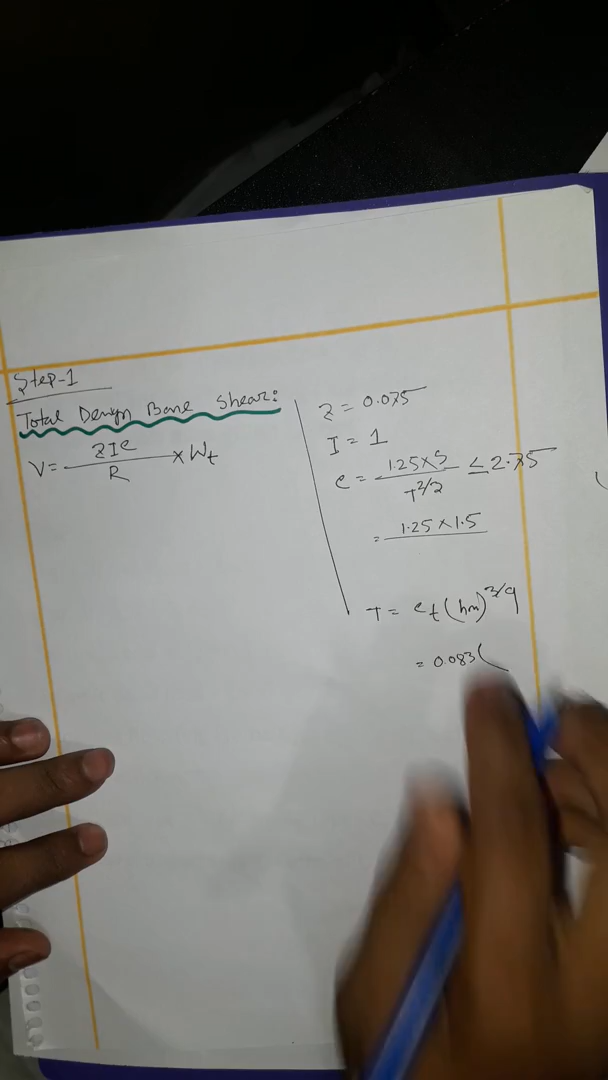 Step-1
Total Design Base Shear:
V = ZIC / R × Wt
Z = 0.075
I = 1
C = 1.25×S / T^2/3 ≤ 2.75
= 1.25×1.5
T = Ct (hn)^3/4
= 0.083(